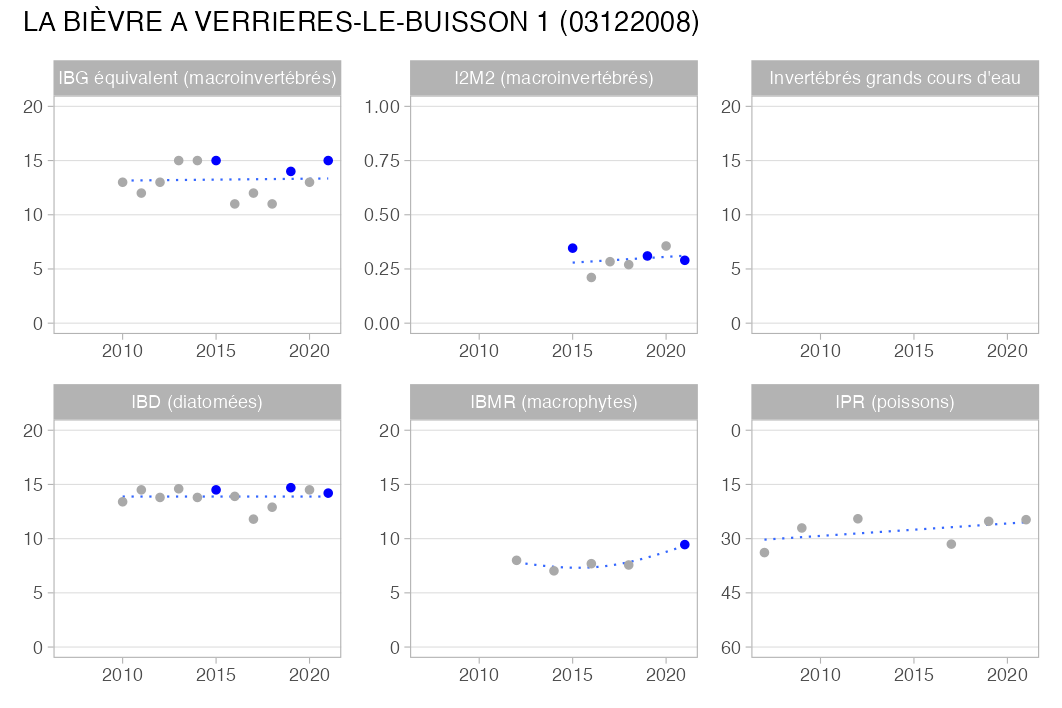 LA BIÈVRE A VERRIERES-LE-BUISSON 1 (03122008)
IBG équivalent (macroinvertébrés)
20
15
10
5
0
2010 2015 2020
I2M2 (macroinvertébrés)
1.00
0.75
0.50
0.25
0.00
2010 2015 2020
Invertébrés grands cours d'eau
20
15
10
5
0
2010 2015 2020
IBD (diatomées)
20
15
10
5
0
2010 2015 2020
IBMR (macrophytes)
20
15
10
5
0
2010 2015 2020
IPR (poissons)
0
15
30
45
60
2010 2015 2020